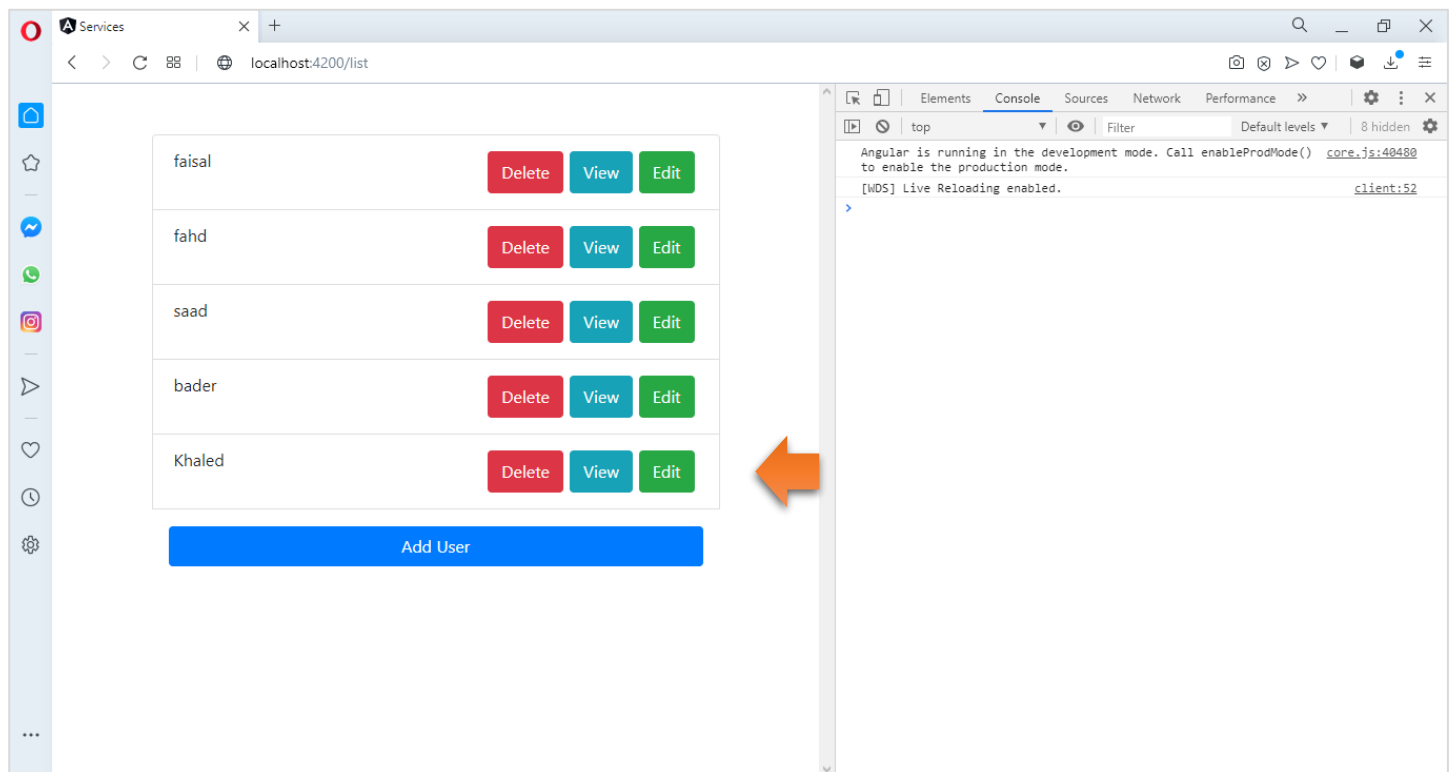 Services
localhost:4200/list
Elements Console Sources Network Performance »
top Filter Default levels ▼ 8 hidden
Angular is running in the development mode. Call enableProdMode() core.js:40480
to enable the production mode.
[WDS] Live Reloading enabled. client:52
faisal Delete View Edit
fahd Delete View Edit
saad Delete View Edit
bader Delete View Edit
Khaled Delete View Edit
Add User